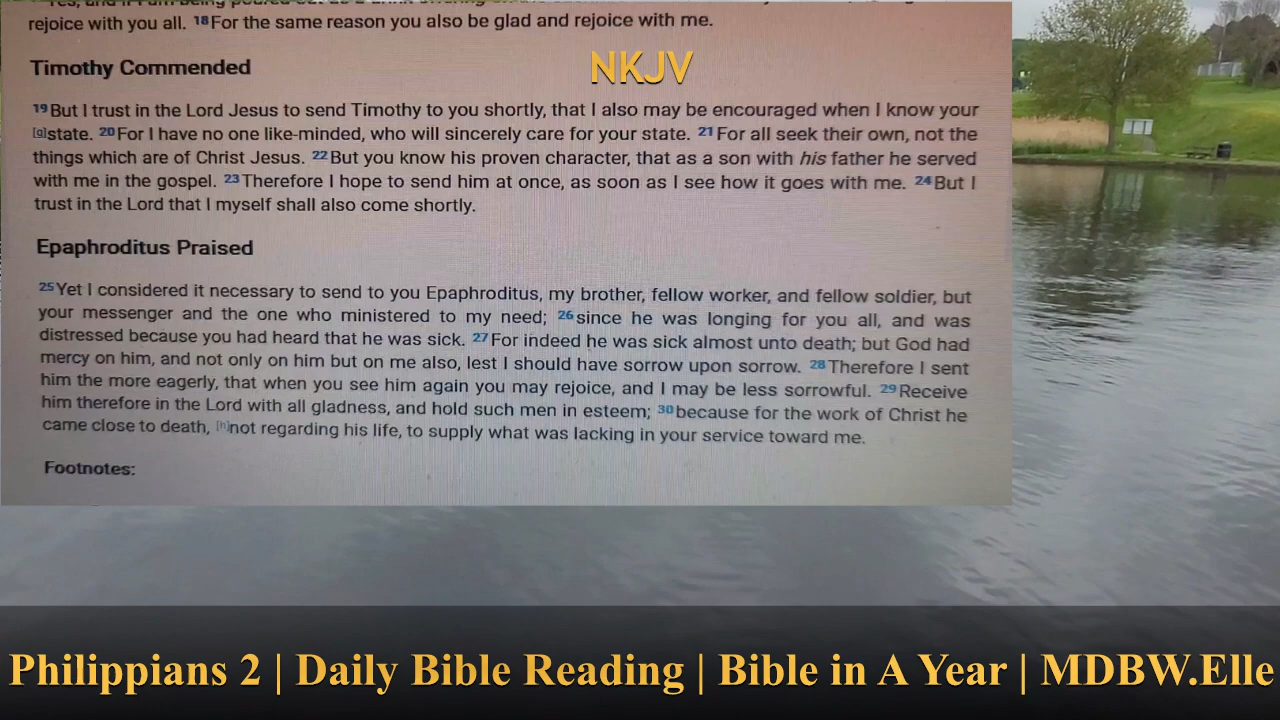 rejoice with you all. 18 For the same reason you also be glad and rejoice with me.
Timothy Commended
NKJV
19 But I trust in the Lord Jesus to send Timothy to you shortly, that I also may be encouraged when I know your
[g]state. 20 For I have no one like-minded, who will sincerely care for your state. 21 For all seek their own, not the
things which are of Christ Jesus. 22 But you know his proven character, that as a son with his father he served
with me in the gospel. 23 Therefore I hope to send him at once, as soon as I see how it goes with me. 24 But I
trust in the Lord that I myself shall also come shortly.
Epaphroditus Praised
25 Yet I considered it necessary to send to you Epaphroditus, my brother, fellow worker, and fellow soldier, but
your messenger and the one who ministered to my need; 26 since he was longing for you all, and was
distressed because you had heard that he was sick. 27 For indeed he was sick almost unto death; but God had
mercy on him, and not only on him but on me also, lest I should have sorrow upon sorrow. 28 Therefore I sent
him the more eagerly, that when you see him again you may rejoice, and I may be less sorrowful. 29 Receive
him therefore in the Lord with all gladness, and hold such men in esteem; 30 because for the work of Christ he
came close to death, [h]not regarding his life, to supply what was lacking in your service toward me.
Footnotes:
Philippians 2 | Daily Bible Reading | Bible in A Year | MDBW.Elle